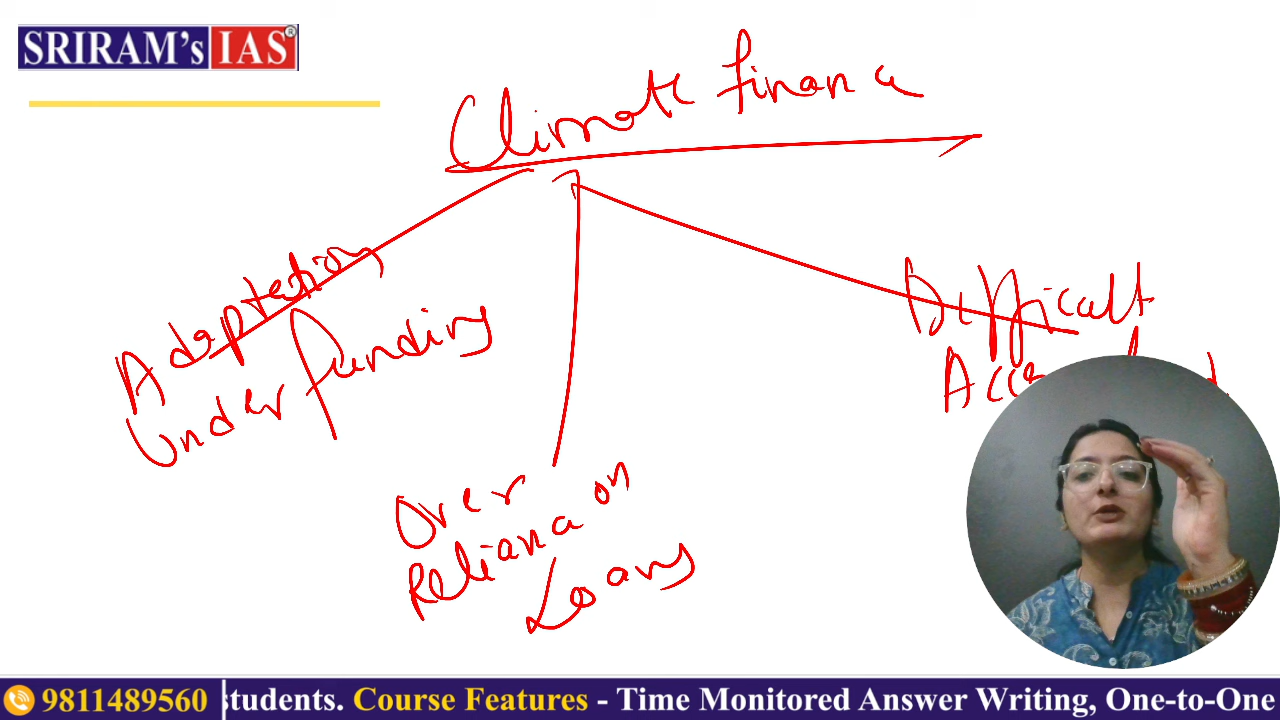 SRIRAM's IAS®
Climate finance
Adaptation
Under funding
Difficult
Over
Reliance on
Loans
9811489560
students. Course Features - Time Monitored Answer Writing, One-to-One